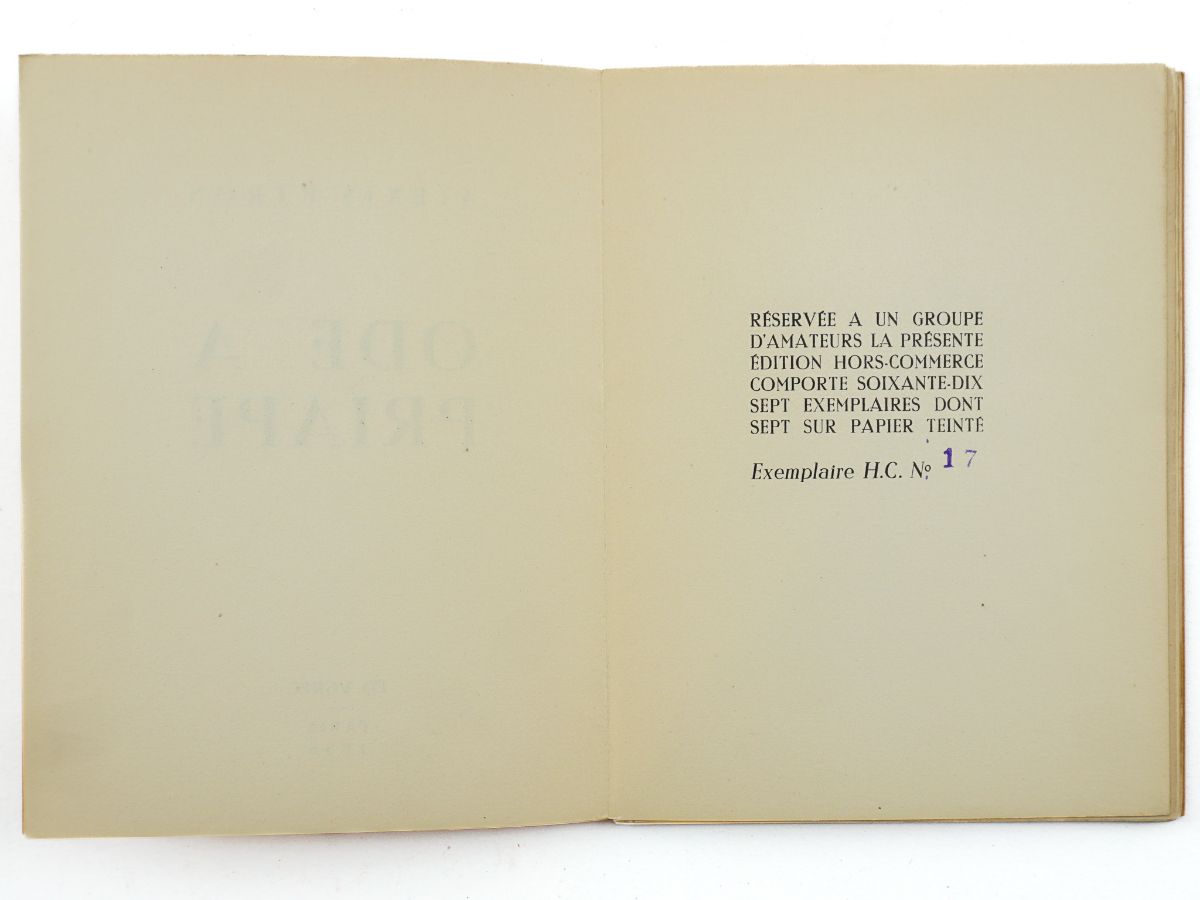 ODE A
PRIAPE
RÉSERVÉE A UN GROUPE
D'AMATEURS LA PRÉSENTE
ÉDITION HORS-COMMERCE
COMPORTE SOIXANTE-DIX
SEPT EXEMPLAIRES DONT
SEPT SUR PAPIER TEINTÉ
Exemplaire H.C. Nº 17